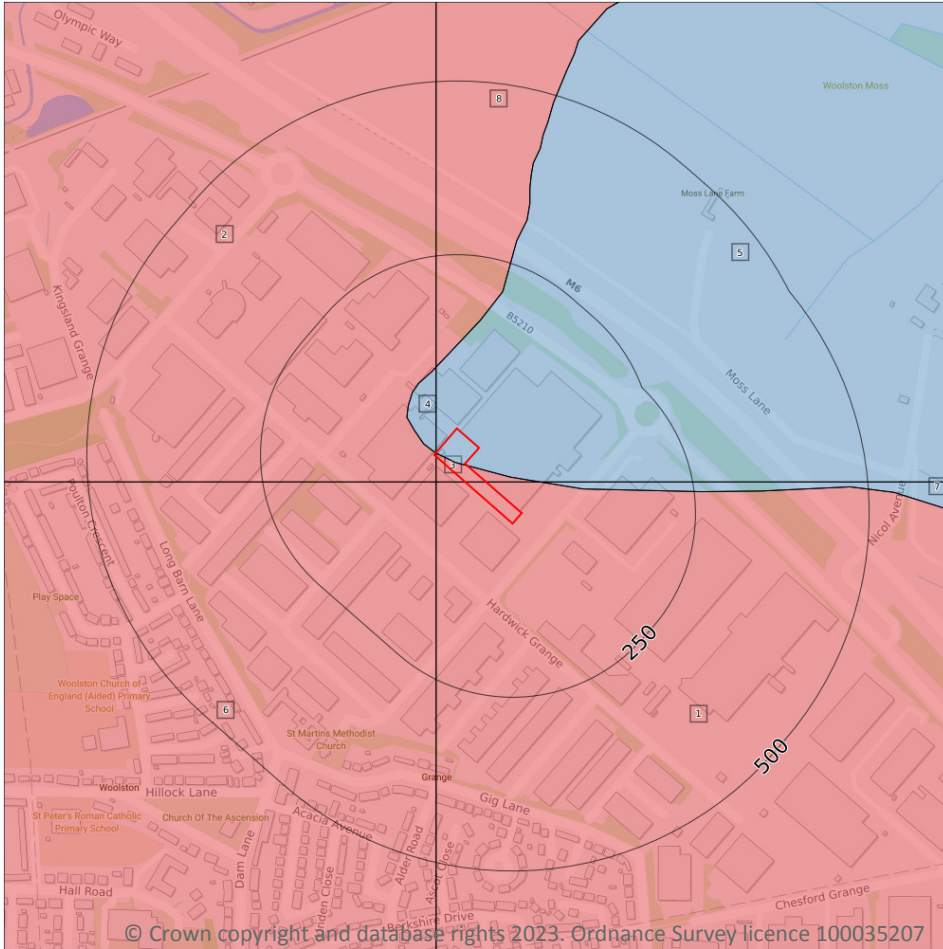 Olympic Way
8
Woolston Moss
Moss Lane Farm
2
5
M6
Kingsland Grange
B5210
Moss Lane
4
3
7
Poulton Crescent
Long Barn Lane
Nicol Avenue
Play Space
Hardwick Grange
250
Woolston Church of
England (Aided) Primary
School
6
1
St Martins Methodist
Church
500
Grange
Woolston
Hillock Lane
Gig Lane
St Peter's Roman Catholic
Primary School
Church Of The Ascension
Acacia Avenue
Dam Lane
Alder Road
Ascot Close
Hall Road
Chesford Grange
Linden Close
Berkshire Drive
© Crown copyright and database rights 2023. Ordnance Survey licence 100035207